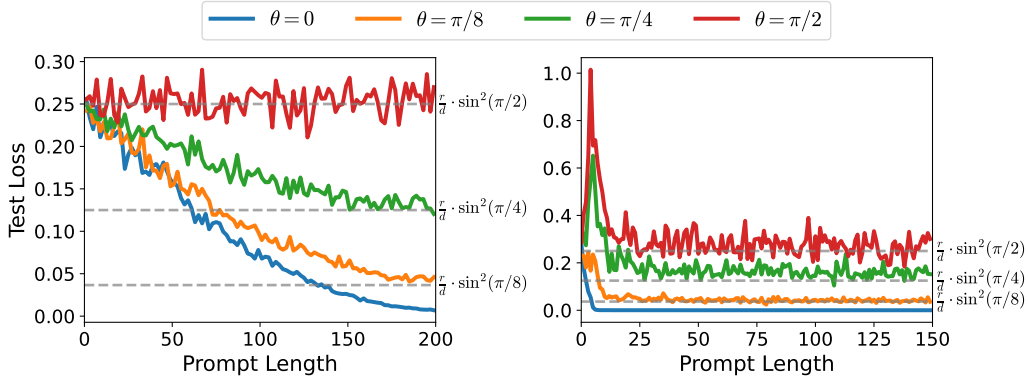 θ = 0 θ = π/8 θ = π/4 θ = π/2
Test Loss
0.30
0.25
0.20
0.15
0.10
0.05
0.00
0 50 100 150 200
Prompt Length
r/d · sin²(π/2)
r/d · sin²(π/4)
r/d · sin²(π/8)
1.0
0.8
0.6
0.4
0.2
0.0
0 25 50 75 100 125 150
Prompt Length
r/d · sin²(π/2)
r/d · sin²(π/4)
r/d · sin²(π/8)